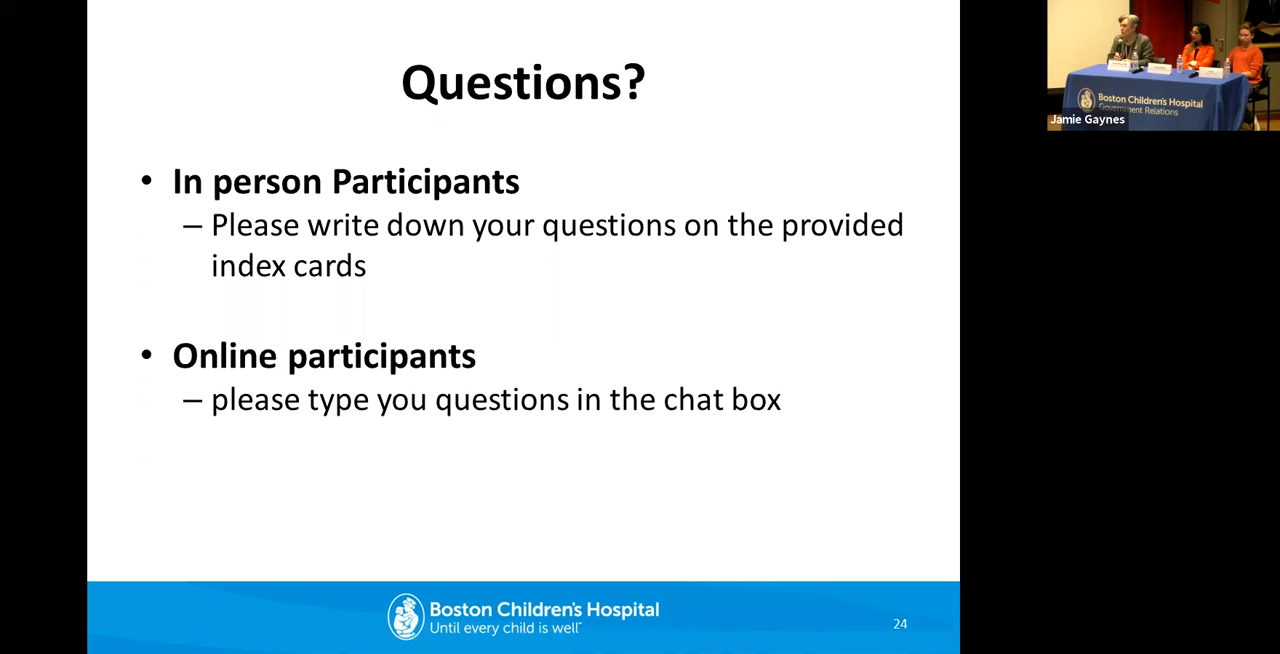 Questions?
• In person Participants
– Please write down your questions on the provided
index cards
• Online participants
– please type you questions in the chat box
Boston Children's Hospital
Until every child is well™
24
Boston Children's Hospital
Government Relations
Jamie Gaynes